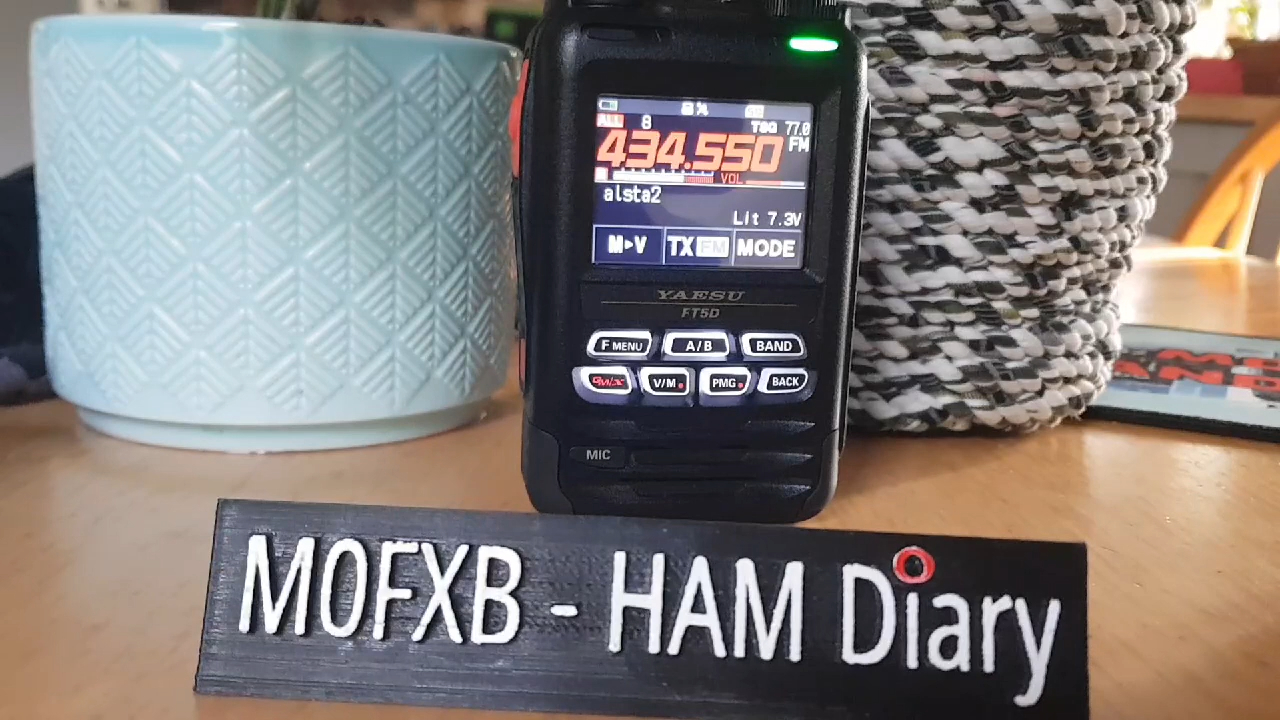 ALL 8 TSQ 77.0
434.550 FM
VOL
alsta2
Lit 7.3V
M▶V TX FM MODE
YAESU
FT5D
F MENU A/B BAND
V/M PMG BACK
MIC
M0FXB - HAM Diary